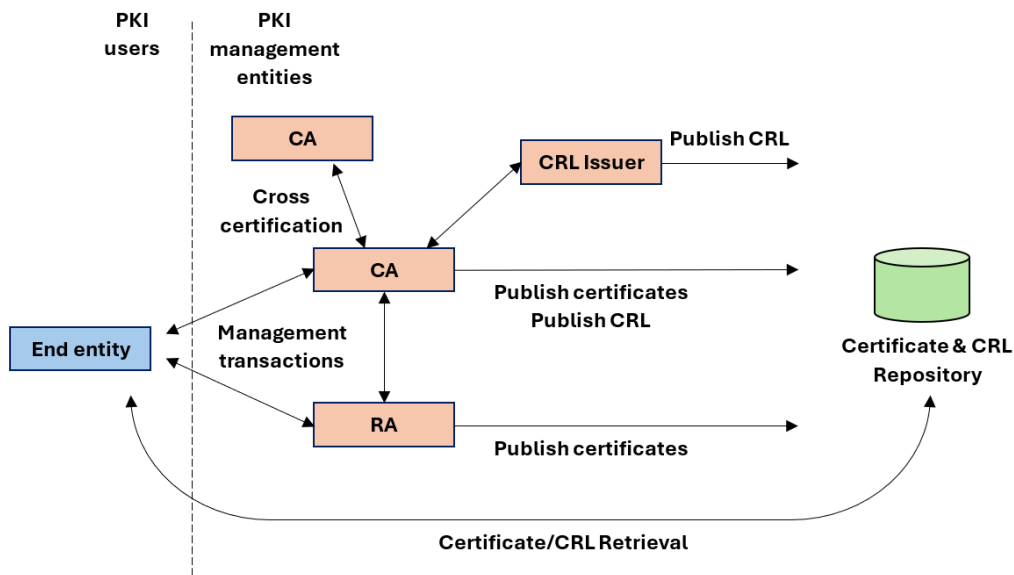 PKI
users
PKI
management
entities
CA
CRL Issuer
Publish CRL
Cross
certification
CA
Publish certificates
Publish CRL
End entity
Management
transactions
Certificate & CRL
Repository
RA
Publish certificates
Certificate/CRL Retrieval